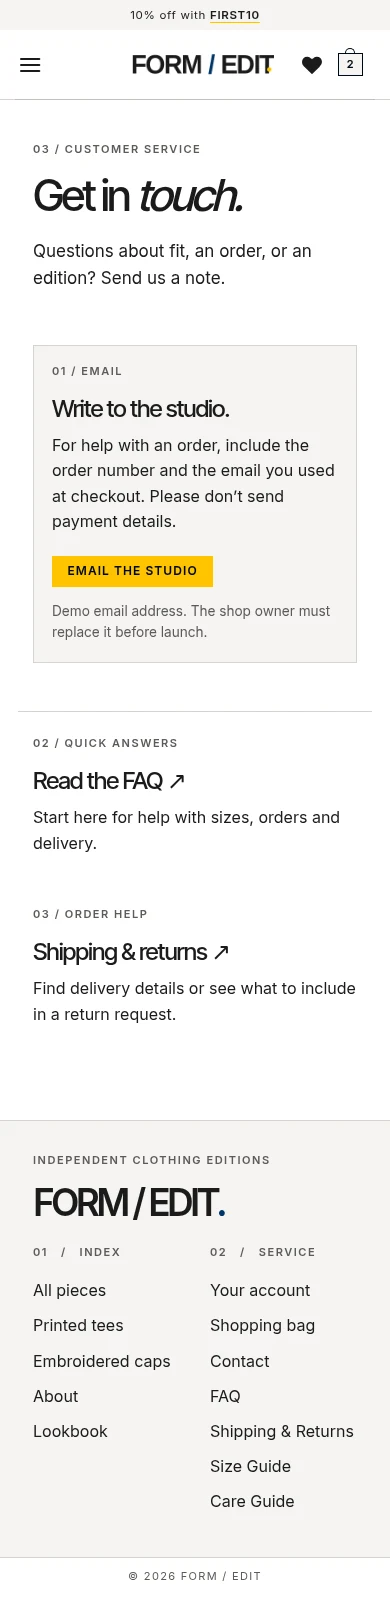 10% off with FIRST10
FORM / EDIT.
2
03 / CUSTOMER SERVICE
Get in touch.
Questions about fit, an order, or an
edition? Send us a note.
01 / EMAIL
Write to the studio.
For help with an order, include the
order number and the email you used
at checkout. Please don’t send
payment details.
EMAIL THE STUDIO
Demo email address. The shop owner must
replace it before launch.
02 / QUICK ANSWERS
Read the FAQ ↗
Start here for help with sizes, orders and
delivery.
03 / ORDER HELP
Shipping & returns ↗
Find delivery details or see what to include
in a return request.
INDEPENDENT CLOTHING EDITIONS
FORM / EDIT.
01 / INDEX
All pieces
Printed tees
Embroidered caps
About
Lookbook
02 / SERVICE
Your account
Shopping bag
Contact
FAQ
Shipping & Returns
Size Guide
Care Guide
© 2026 FORM / EDIT